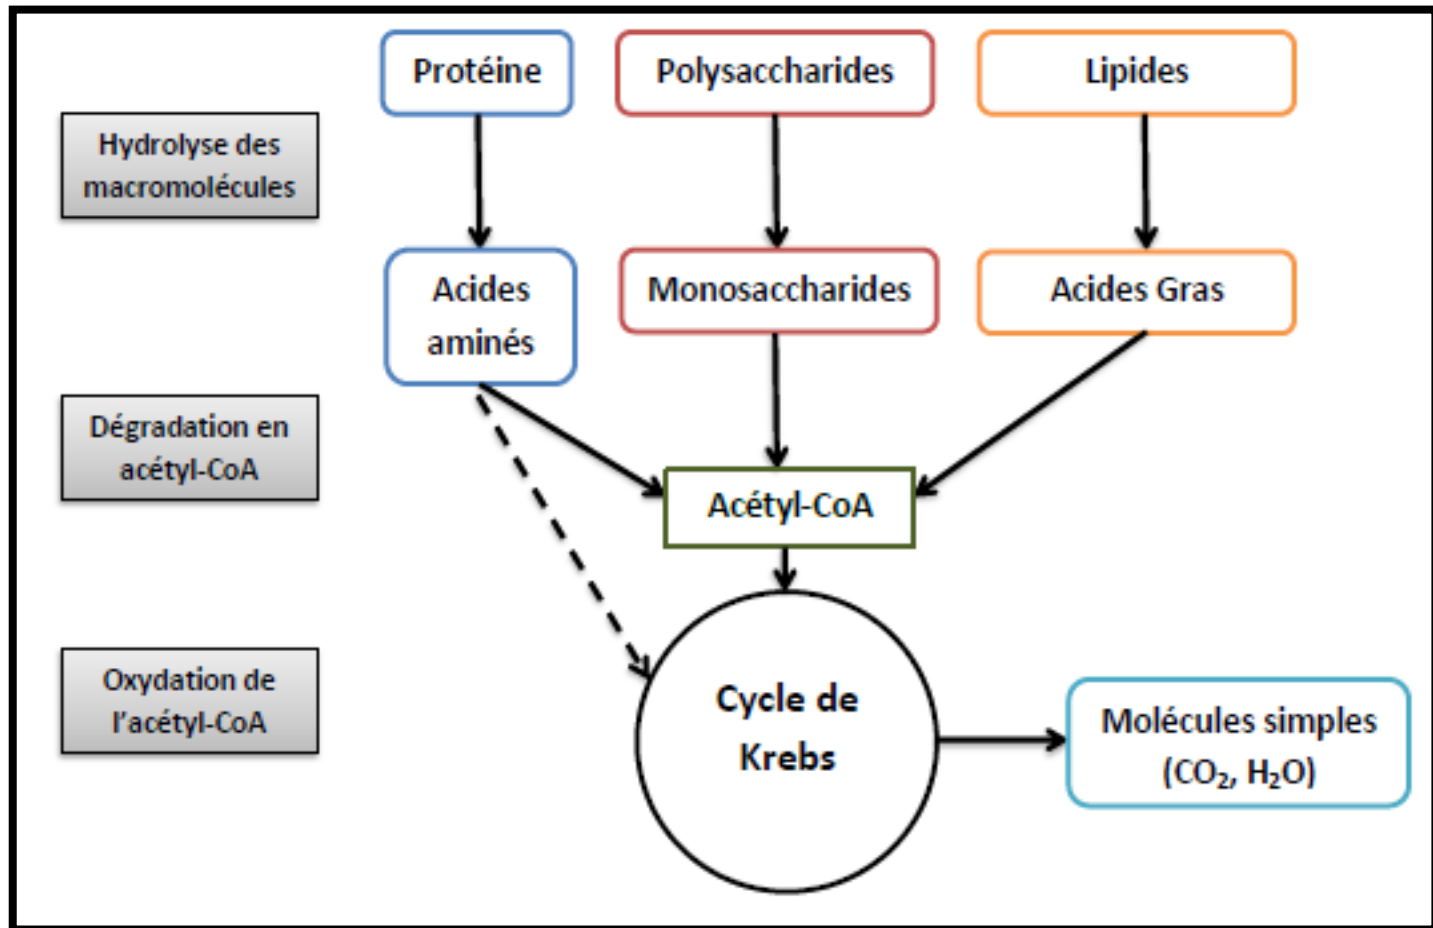 Protéine
Polysaccharides
Lipides
Hydrolyse des
macromolécules
Acides
aminés
Monosaccharides
Acides Gras
Dégradation en
acétyl-CoA
Acétyl-CoA
Oxydation de
l'acétyl-CoA
Cycle de
Krebs
Molécules simples
(CO₂, H₂O)